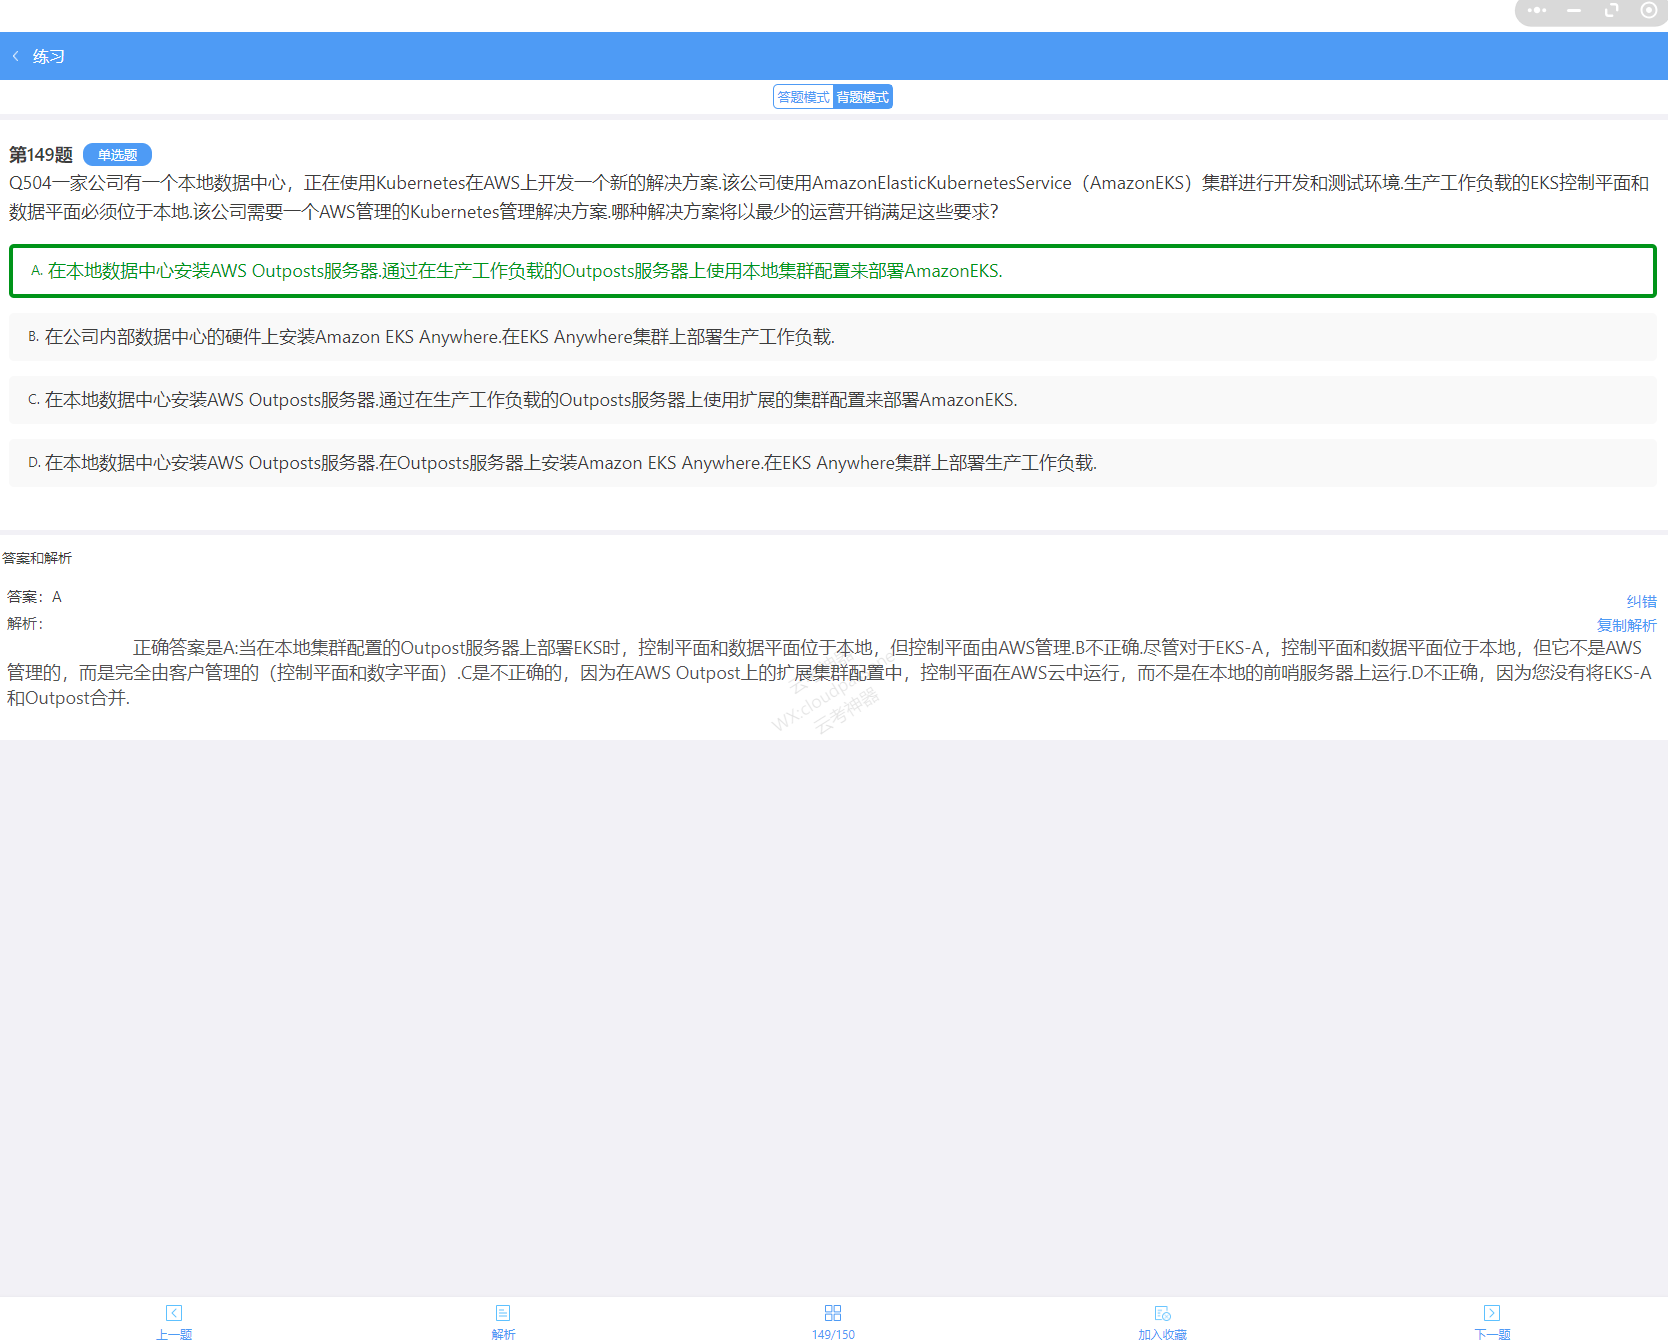 练习
答题模式 背题模式
第149题 单选题
Q504一家公司有一个本地数据中心，正在使用Kubernetes在AWS上开发一个新的解决方案.该公司使用AmazonElasticKubernetesService（AmazonEKS）集群进行开发和测试环境.生产工作负载的EKS控制平面和
数据平面必须位于本地.该公司需要一个AWS管理的Kubernetes管理解决方案.哪种解决方案将以最少的运营开销满足这些要求？
A. 在本地数据中心安装AWS Outposts服务器.通过在生产工作负载的Outposts服务器上使用本地集群配置来部署AmazonEKS.
B. 在公司内部数据中心的硬件上安装Amazon EKS Anywhere.在EKS Anywhere集群上部署生产工作负载.
C. 在本地数据中心安装AWS Outposts服务器.通过在生产工作负载的Outposts服务器上使用扩展的集群配置来部署AmazonEKS.
D. 在本地数据中心安装AWS Outposts服务器.在Outposts服务器上安装Amazon EKS Anywhere.在EKS Anywhere集群上部署生产工作负载.
答案和解析
答案：A
纠错
解析：
复制解析
正确答案是A:当在本地集群配置的Outpost服务器上部署EKS时，控制平面和数据平面位于本地，但控制平面由AWS管理.B不正确.尽管对于EKS-A，控制平面和数据平面位于本地，但它不是AWS
管理的，而是完全由客户管理的（控制平面和数字平面）.C是不正确的，因为在AWS Outpost上的扩展集群配置中，控制平面在AWS云中运行，而不是在本地的前哨服务器上运行.D不正确，因为您没有将EKS-A
和Outpost合并.
云考神器
上一题
解析
149/150
加入收藏
下一题